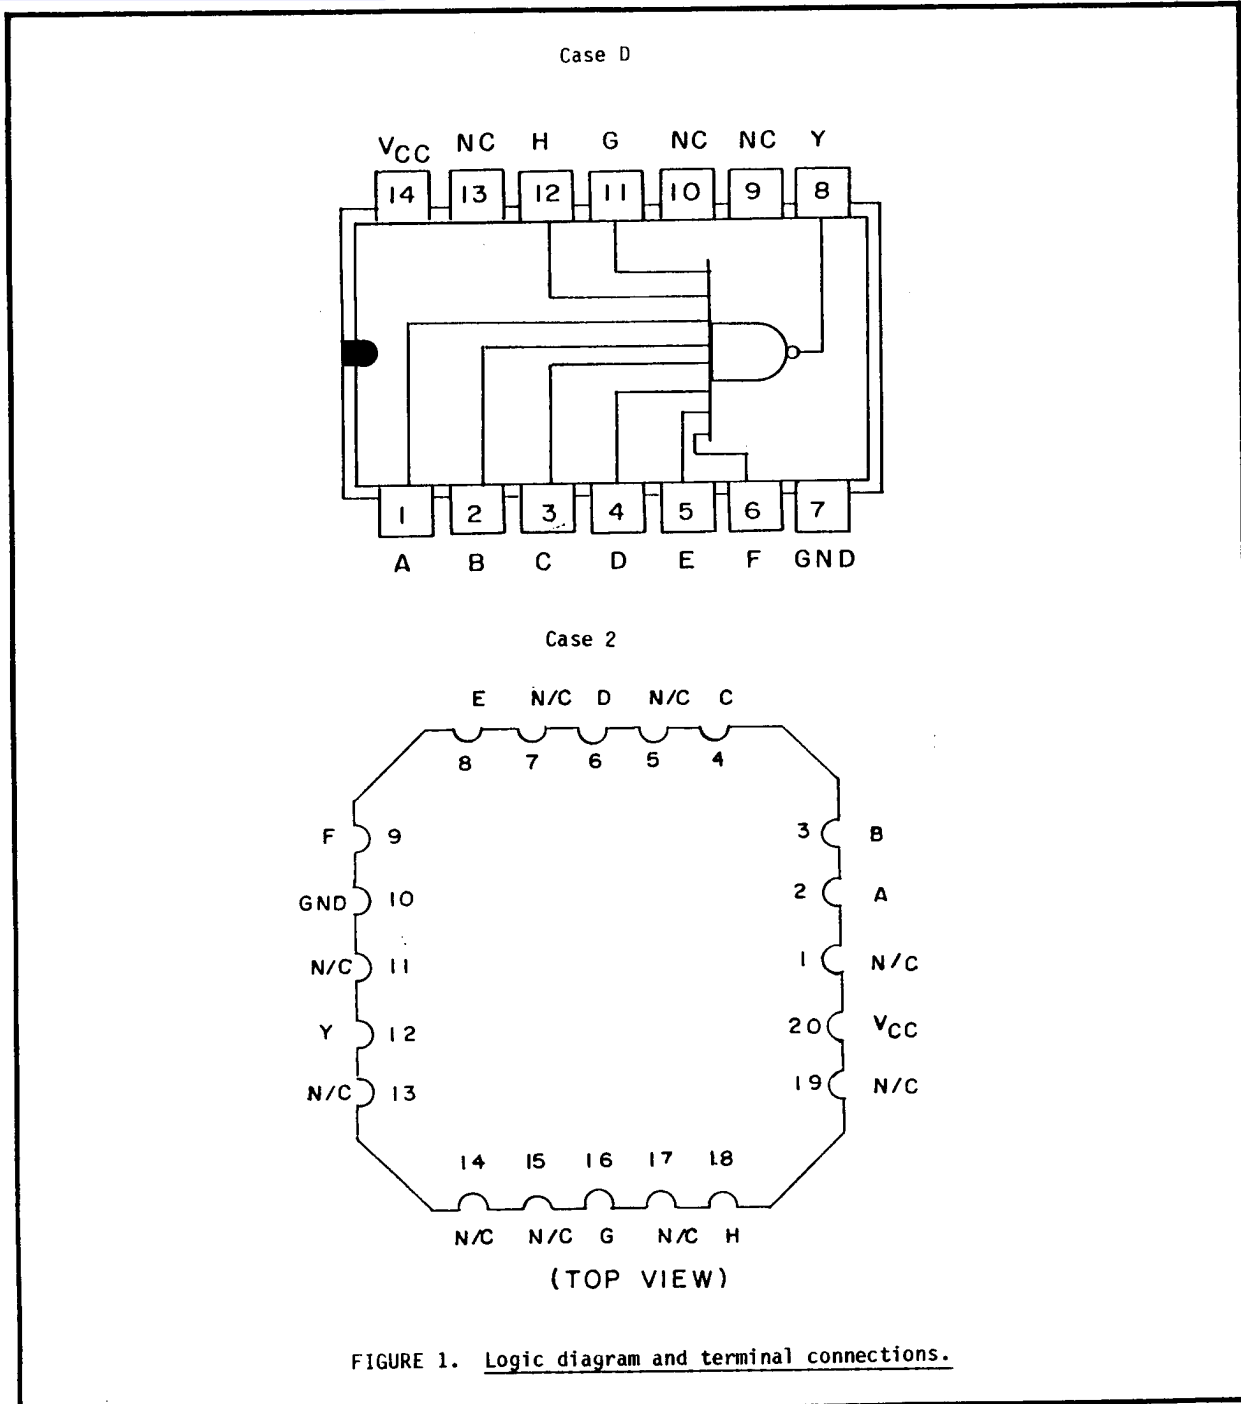 Case D
VCC NC H G NC NC Y
14 13 12 11 10 9 8
1 2 3 4 5 6 7
A B C D E F GND
Case 2
E N/C D N/C C
8 7 6 5 4
F 9 3 B
GND 10 2 A
N/C 11 1 N/C
Y 12 20 VCC
N/C 13 19 N/C
14 15 16 17 18
N/C N/C G N/C H
(TOP VIEW)
FIGURE 1. Logic diagram and terminal connections.